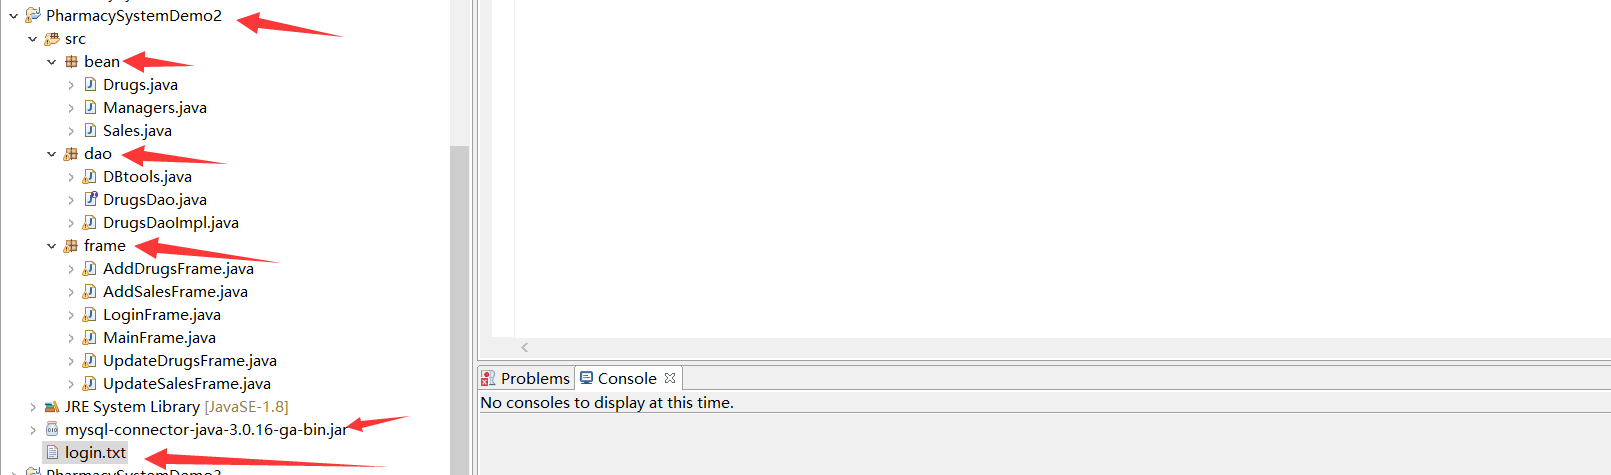 PharmacySystemDemo2
src
bean
Drugs.java
Managers.java
Sales.java
dao
DBtools.java
DrugsDao.java
DrugsDaoImpl.java
frame
AddDrugsFrame.java
AddSalesFrame.java
LoginFrame.java
MainFrame.java
UpdateDrugsFrame.java
UpdateSalesFrame.java
JRE System Library [JavaSE-1.8]
mysql-connector-java-3.0.16-ga-bin.jar
login.txt
PharmacySystemDemo3
Problems Console
No consoles to display at this time.